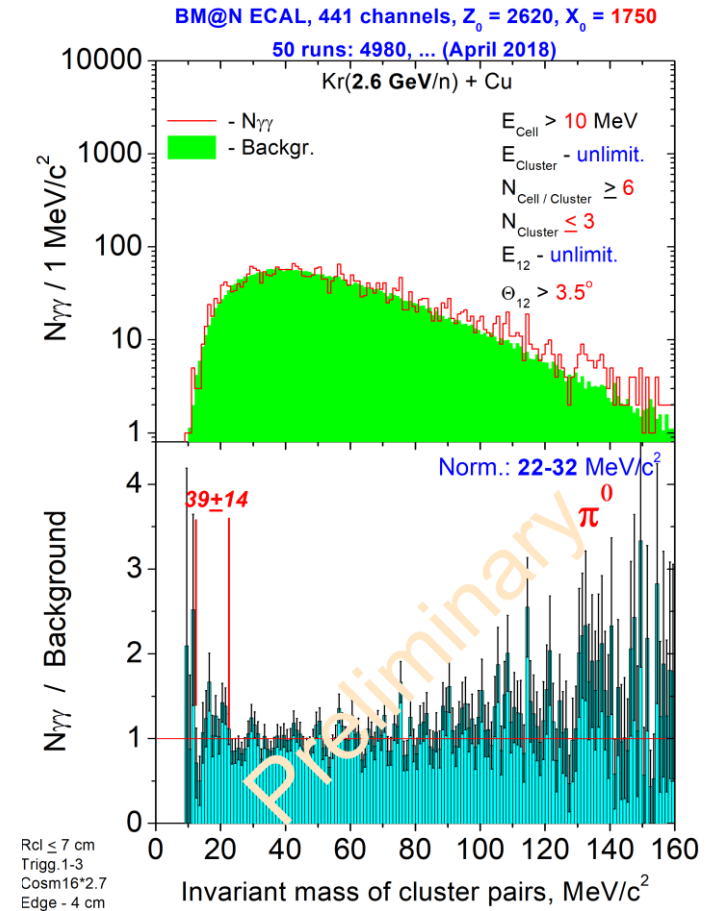 BM@N ECAL, 441 channels, Z₀ = 2620, X₀ = 1750
50 runs: 4980, ... (April 2018)
Kr(2.6 GeV/n) + Cu
- Nγγ
- Backgr.
E_Cell > 10 MeV
E_Cluster - unlimit.
N_Cell / Cluster ≥ 6
N_Cluster ≤ 3
E₁₂ - unlimit.
Θ₁₂ > 3.5°
10000
1000
100
10
1
Nγγ / 1 MeV/c²
Norm.: 22-32 MeV/c²
39±14
π⁰
Preliminary
4
3
2
1
0
Nγγ / Background
0 20 40 60 80 100 120 140 160
Invariant mass of cluster pairs, MeV/c²
Rcl ≤ 7 cm
Trigg.1-3
Cosm16*2.7
Edge - 4 cm